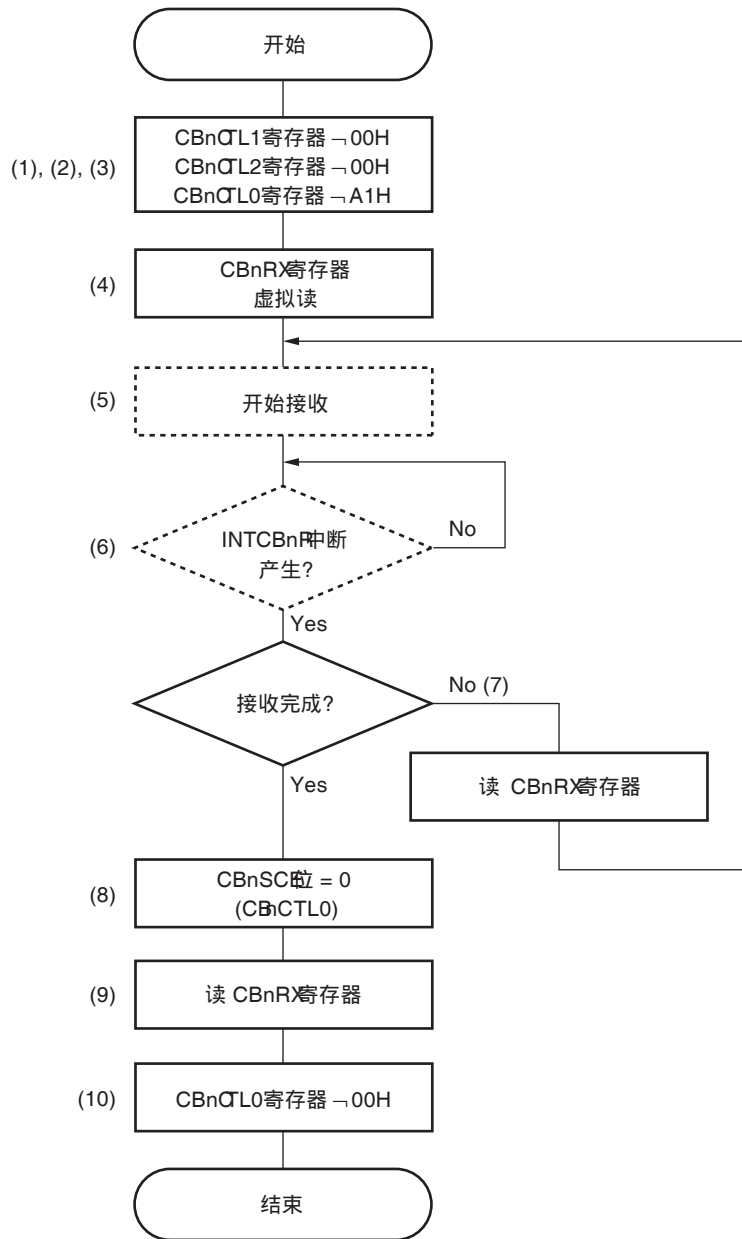 开始
(1), (2), (3)
CBnCTL1寄存器 ¬ 00H
CBnCTL2寄存器 ¬ 00H
CBnCTL0寄存器 ¬ A1H
(4)
CBnRX寄存器
虚拟读
(5)
开始接收
(6)
INTCBnR中断
产生?
No
Yes
接收完成?
No (7)
Yes
读 CBnRX寄存器
(8)
CBnSCE位 = 0
(CBnCTL0)
(9)
读 CBnRX寄存器
(10)
CBnCTL0寄存器 ¬ 00H
结束